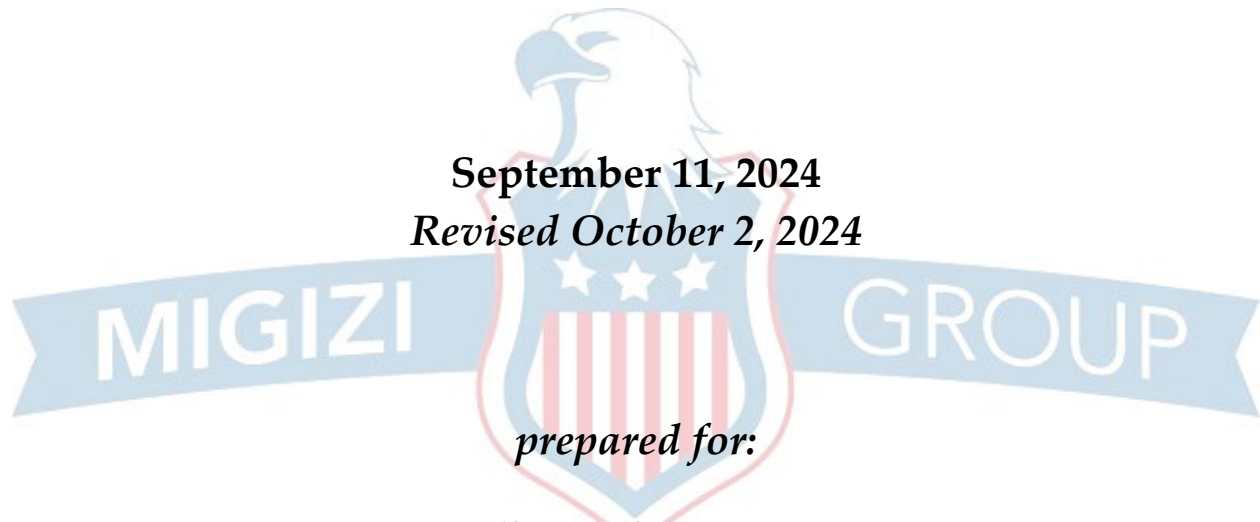 September 11, 2024
Revised October 2, 2024
MIGIZI GROUP
prepared for: